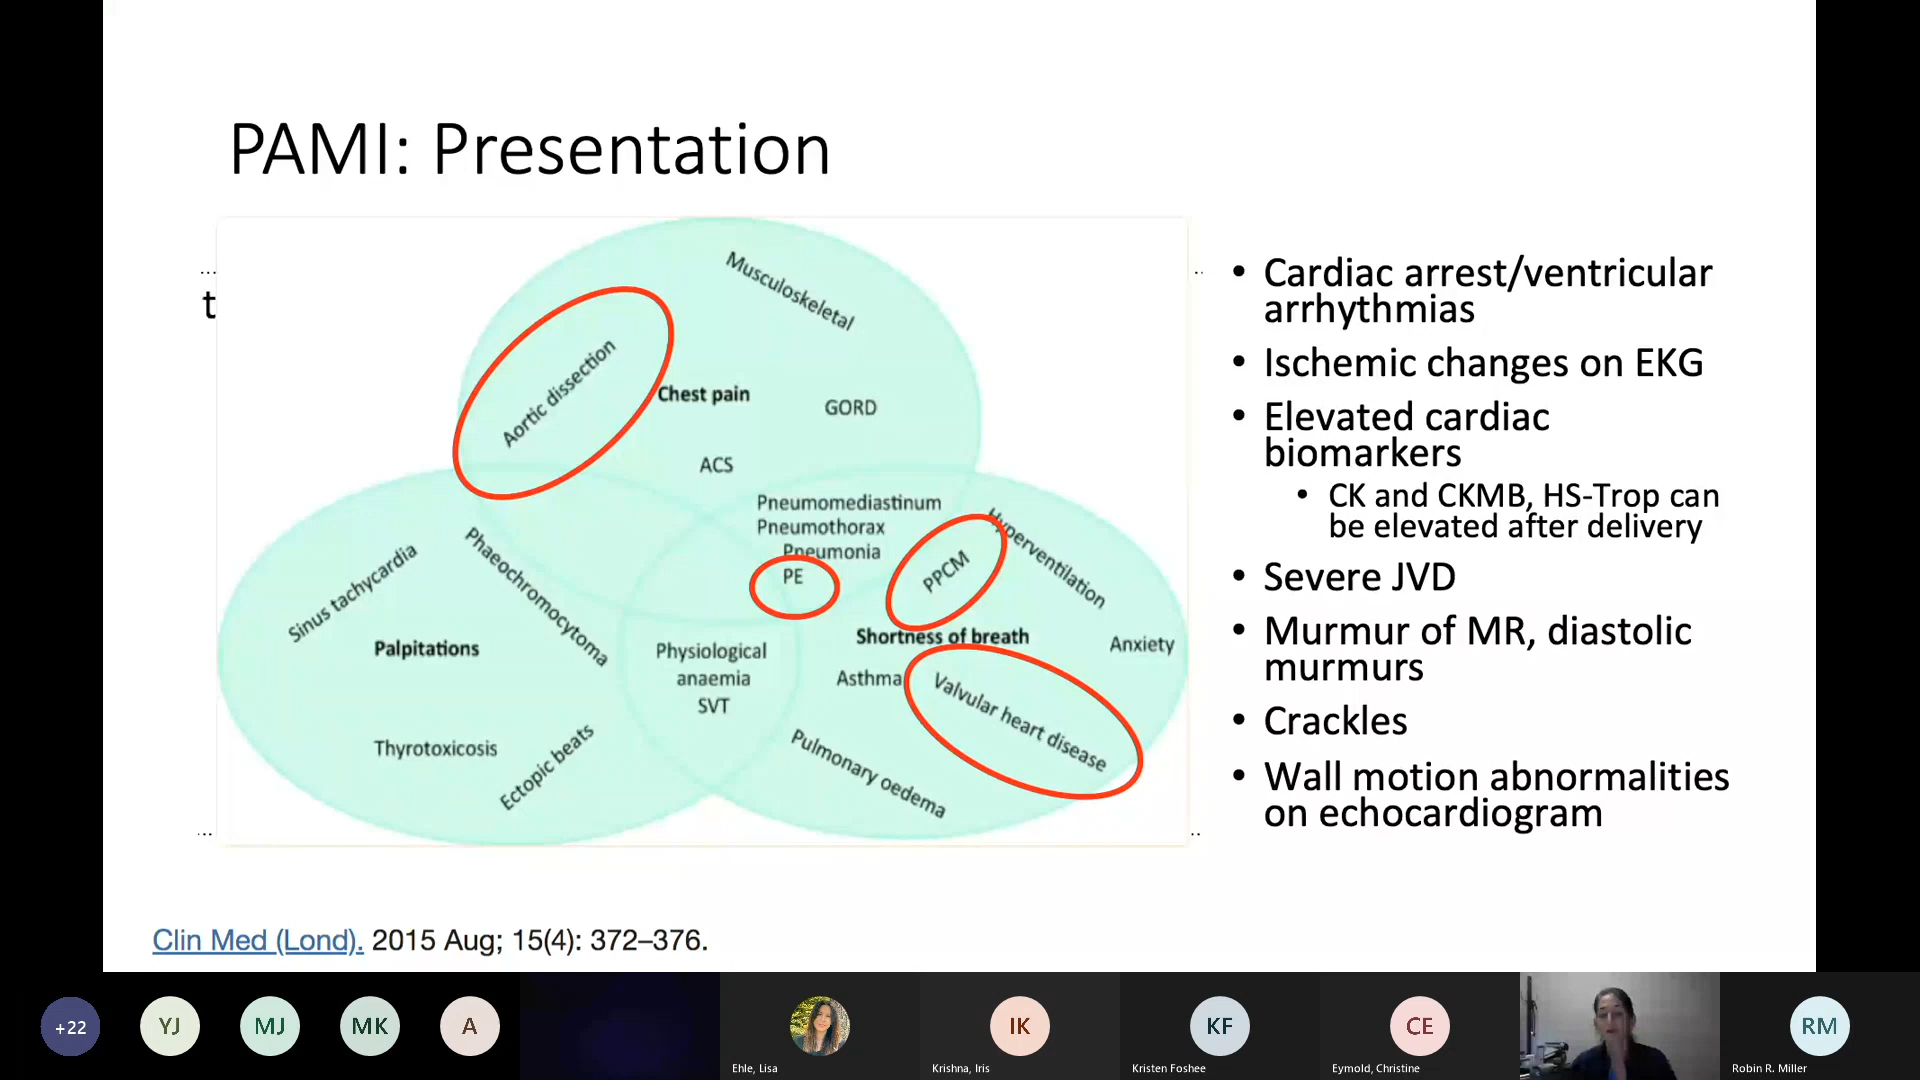 PAMI: Presentation
...
t
Musculoskeletal
Aortic dissection
Chest pain
GORD
ACS
Pneumomediastinum
Pneumothorax
Pneumonia
PE
PPCM
Hyperventilation
Sinus tachycardia
Phaeochromocytoma
Palpitations
Physiological
anaemia
SVT
Shortness of breath
Anxiety
Asthma
Valvular heart disease
Thyrotoxicosis
Ectopic beats
Pulmonary oedema
...
..
..
• Cardiac arrest/ventricular
arrhythmias
• Ischemic changes on EKG
• Elevated cardiac
biomarkers
• CK and CKMB, HS-Trop can
be elevated after delivery
• Severe JVD
• Murmur of MR, diastolic
murmurs
• Crackles
• Wall motion abnormalities
on echocardiogram
Clin Med (Lond). 2015 Aug; 15(4): 372–376.
+22
YJ
MJ
MK
A
Ehle, Lisa
IK
Krishna, Iris
KF
Kristen Foshee
CE
Eymold, Christine
RM
Robin R. Miller